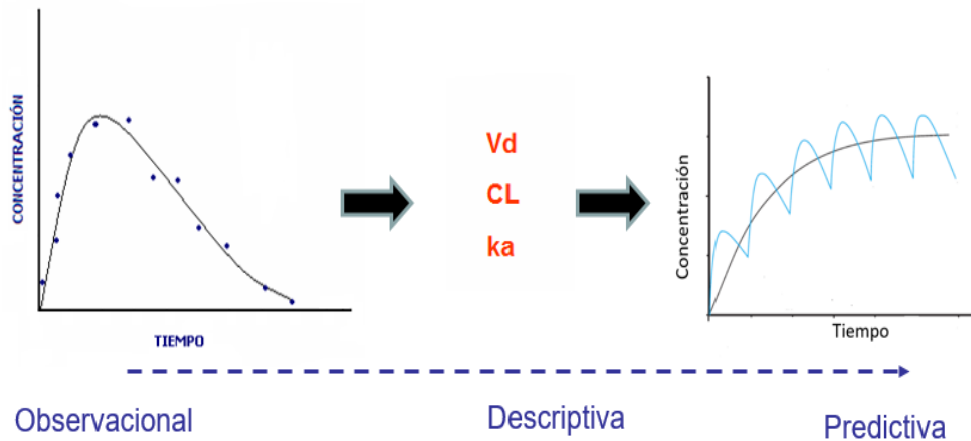 CONCENTRACIÓN
TIEMPO
Vd
CL
ka
Concentración
Tiempo
Observacional
Descriptiva
Predictiva